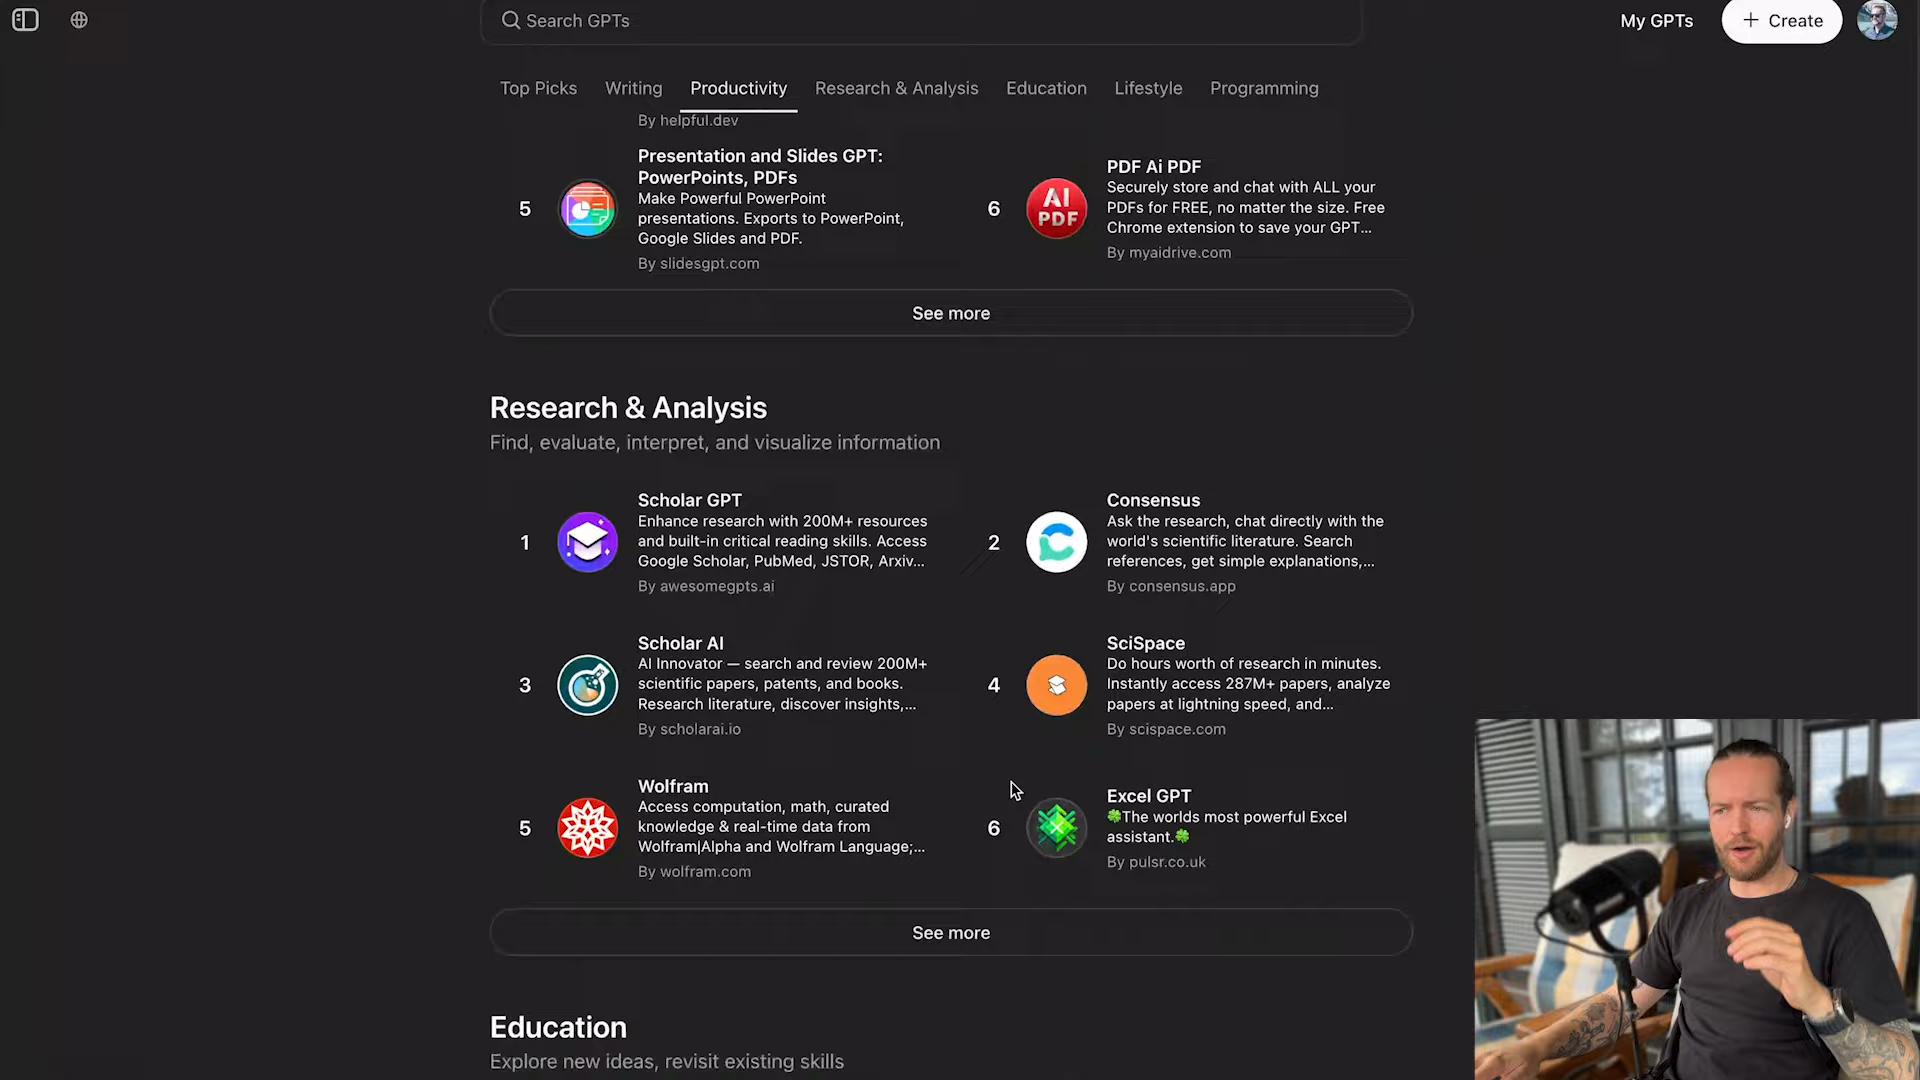 Search GPTs
My GPTs
+ Create
Top Picks
Writing
Productivity
Research & Analysis
Education
Lifestyle
Programming
By helpful.dev
5
Presentation and Slides GPT:
PowerPoints, PDFs
Make Powerful PowerPoint
presentations. Exports to PowerPoint,
Google Slides and PDF.
By slidesgpt.com
6
AI
PDF
PDF Ai PDF
Securely store and chat with ALL your
PDFs for FREE, no matter the size. Free
Chrome extension to save your GPT...
By myaidrive.com
See more
Research & Analysis
Find, evaluate, interpret, and visualize information
1
Scholar GPT
Enhance research with 200M+ resources
and built-in critical reading skills. Access
Google Scholar, PubMed, JSTOR, Arxiv...
By awesomegpts.ai
2
Consensus
Ask the research, chat directly with the
world's scientific literature. Search
references, get simple explanations,...
By consensus.app
3
Scholar AI
AI Innovator — search and review 200M+
scientific papers, patents, and books.
Research literature, discover insights,...
By scholarai.io
4
SciSpace
Do hours worth of research in minutes.
Instantly access 287M+ papers, analyze
papers at lightning speed, and...
By scispace.com
5
Wolfram
Access computation, math, curated
knowledge & real-time data from
Wolfram|Alpha and Wolfram Language;...
By wolfram.com
6
Excel GPT
🍀The worlds most powerful Excel
assistant.🍀
By pulsr.co.uk
See more
Education
Explore new ideas, revisit existing skills